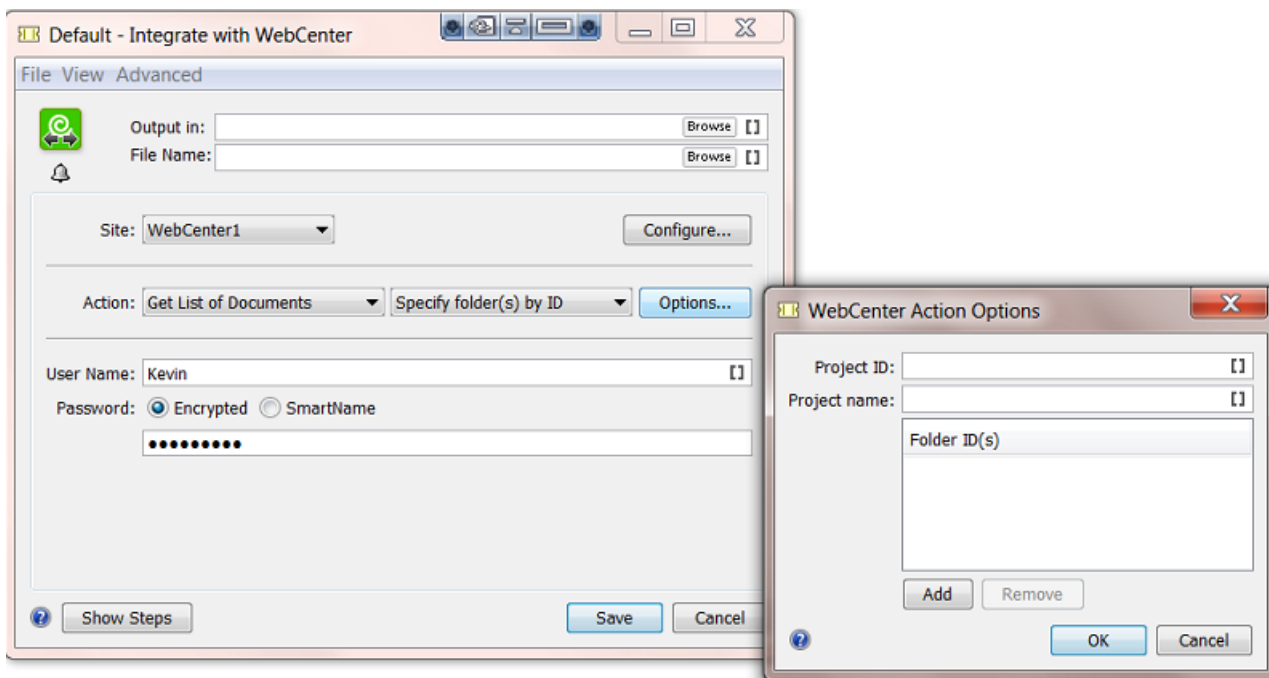 Default - Integrate with WebCenter
File View Advanced
Output in: Browse []
File Name: Browse []
Site: WebCenter1 Configure...
Action: Get List of Documents Specify folder(s) by ID Options...
User Name: Kevin []
Password: Encrypted SmartName
•••••••••
Show Steps Save Cancel
WebCenter Action Options
Project ID: []
Project name: []
Folder ID(s)
Add Remove
OK Cancel